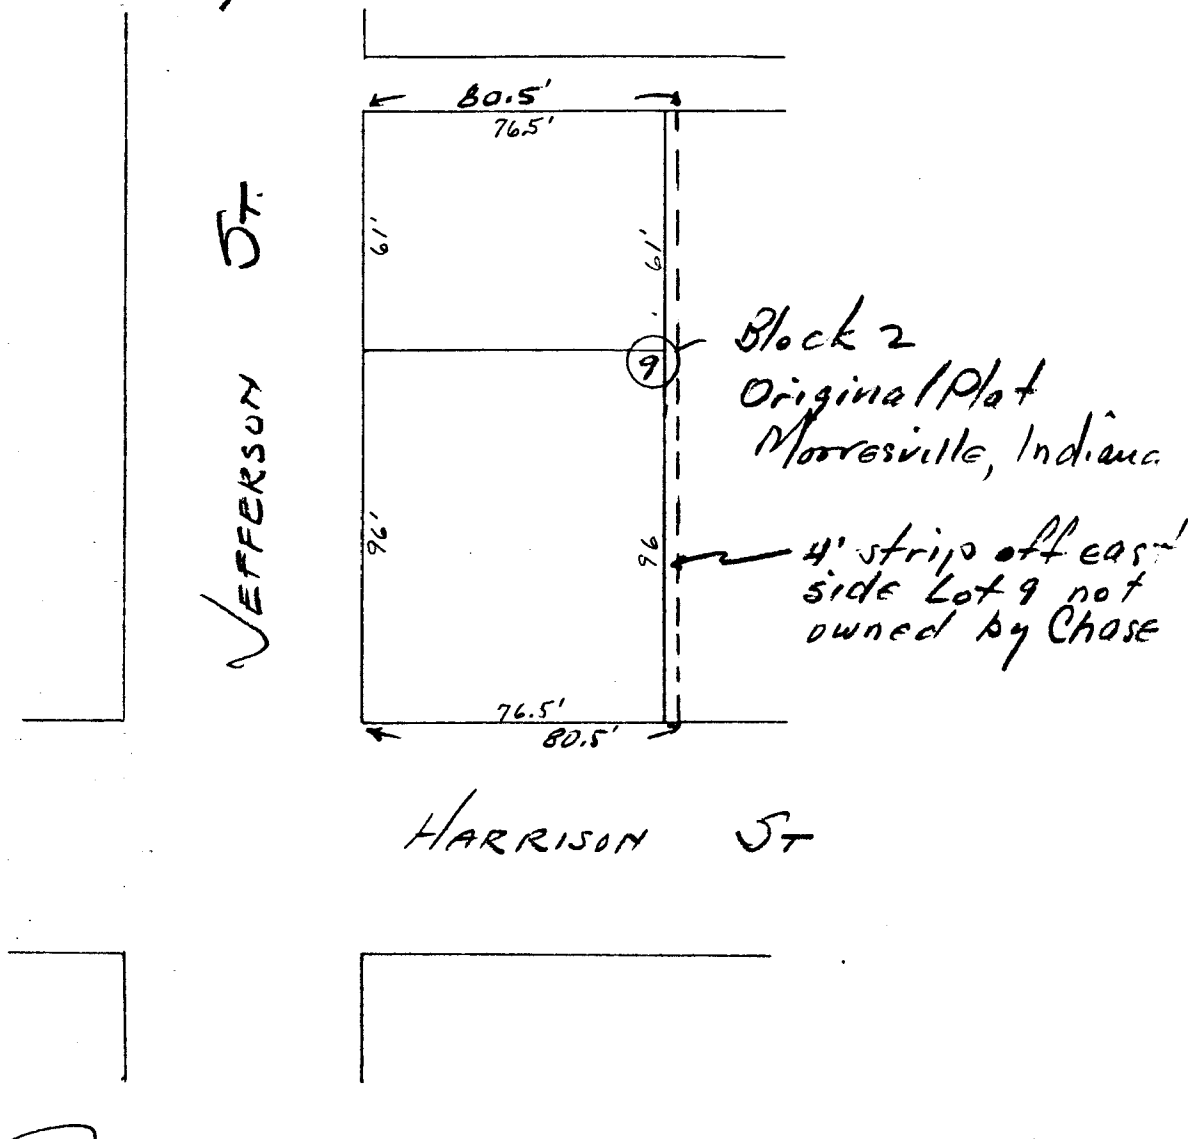 80.5'
76.5'
JEFFERSON ST.
61'
61'
9
Block 2
Original Plat
Mooresville, Indiana
96'
96
4' strip off east
side Lot 9 not
owned by Chase
76.5'
80.5'
HARRISON ST